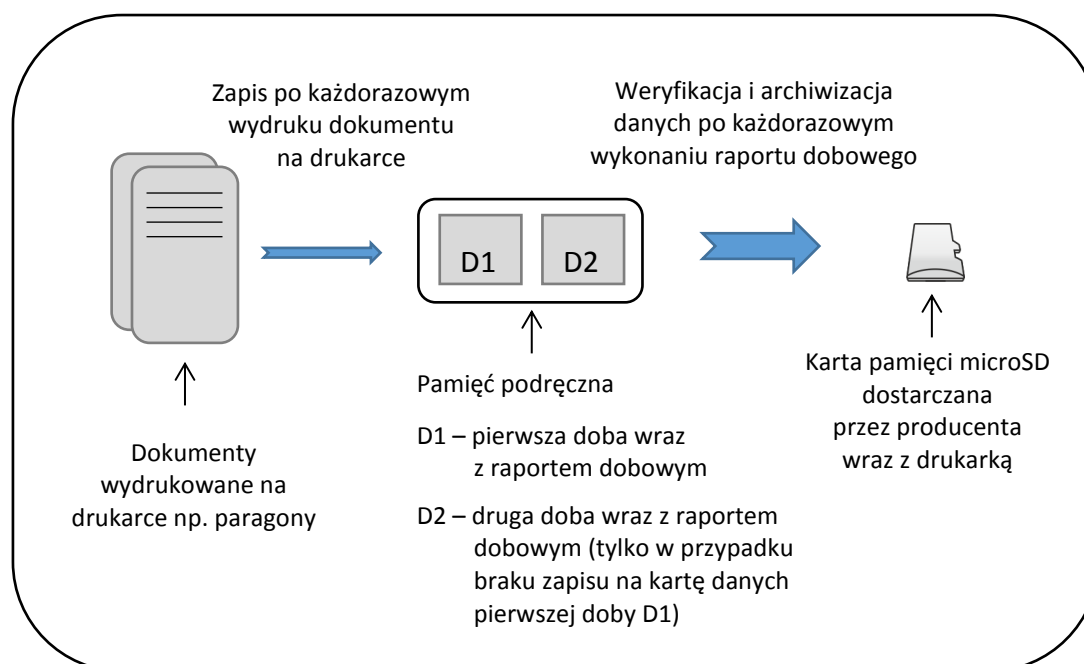 Zapis po każdorazowym
wydruku dokumentu
na drukarce
Weryfikacja i archiwizacja
danych po każdorazowym
wykonaniu raportu dobowego
D1
D2
Dokumenty
wydrukowane na
drukarce np. paragony
Pamięć podręczna
D1 – pierwsza doba wraz
z raportem dobowym
D2 – druga doba wraz z raportem
dobowym (tylko w przypadku
braku zapisu na kartę danych
pierwszej doby D1)
Karta pamięci microSD
dostarczana
przez producenta
wraz z drukarką